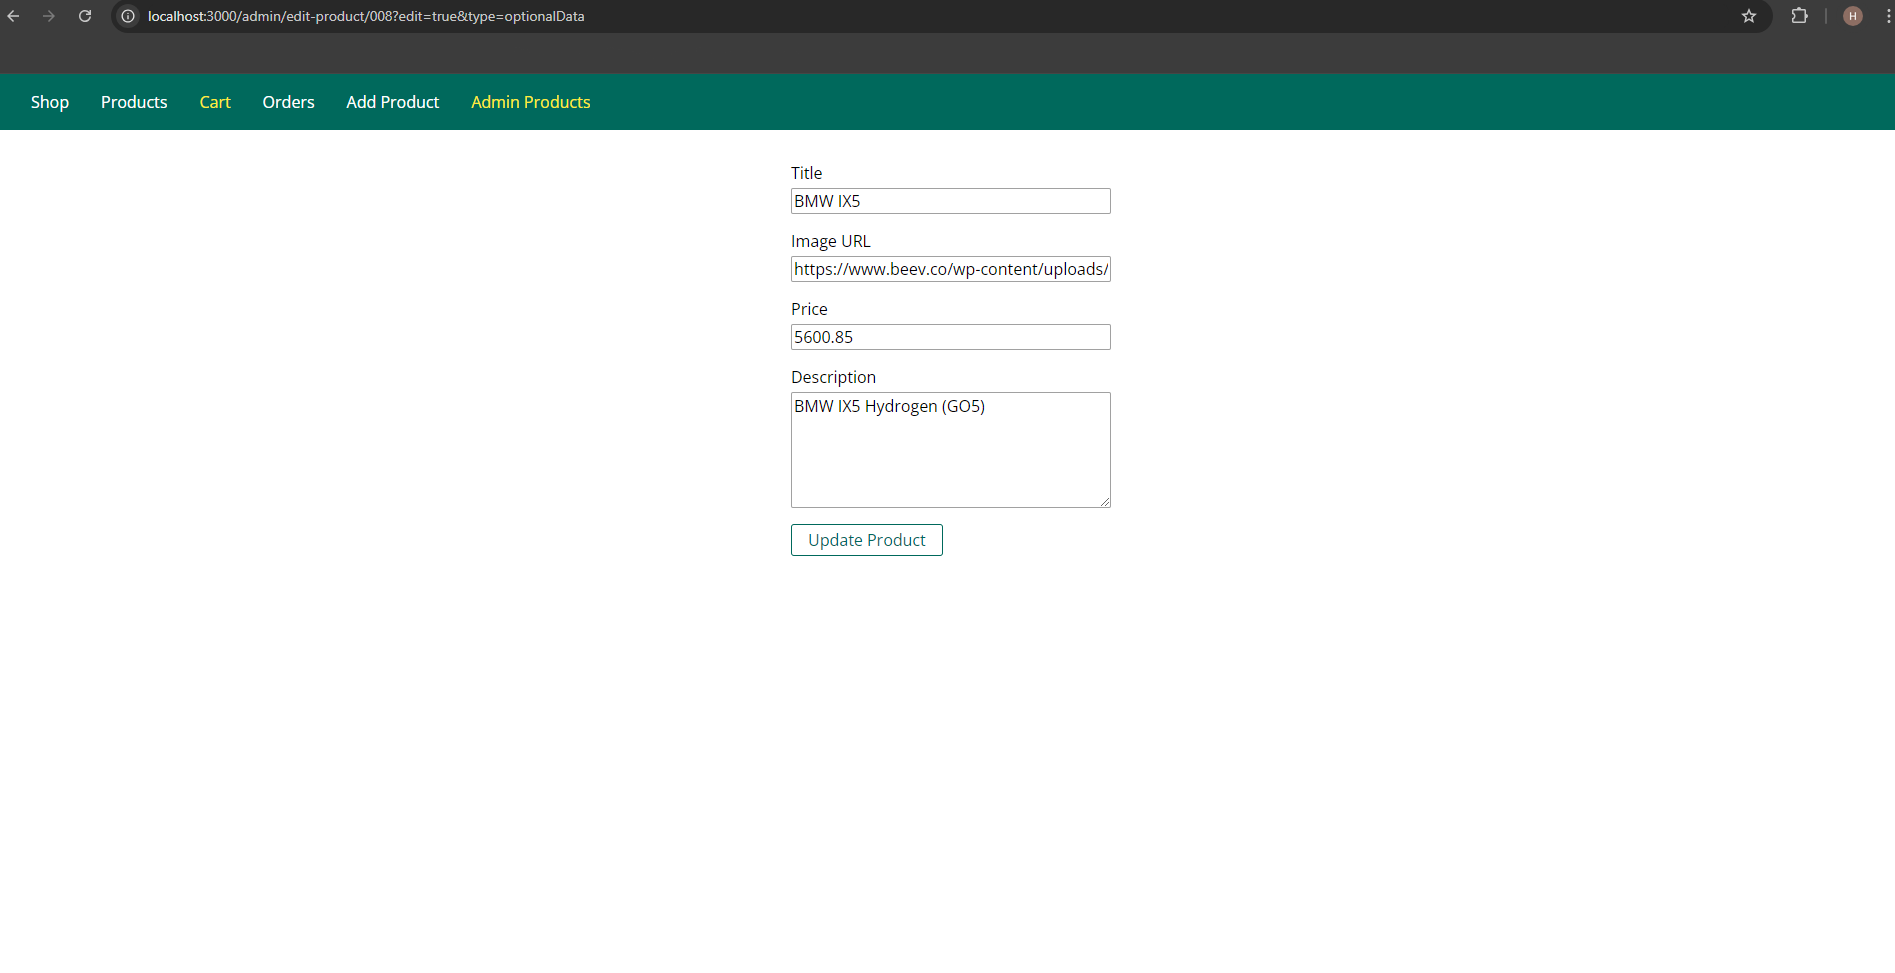 localhost:3000/admin/edit-product/008?edit=true&type=optionalData
H
Shop Products Cart Orders Add Product Admin Products
Title
BMW IX5
Image URL
https://www.beev.co/wp-content/uploads/
Price
5600.85
Description
BMW IX5 Hydrogen (GO5)
Update Product